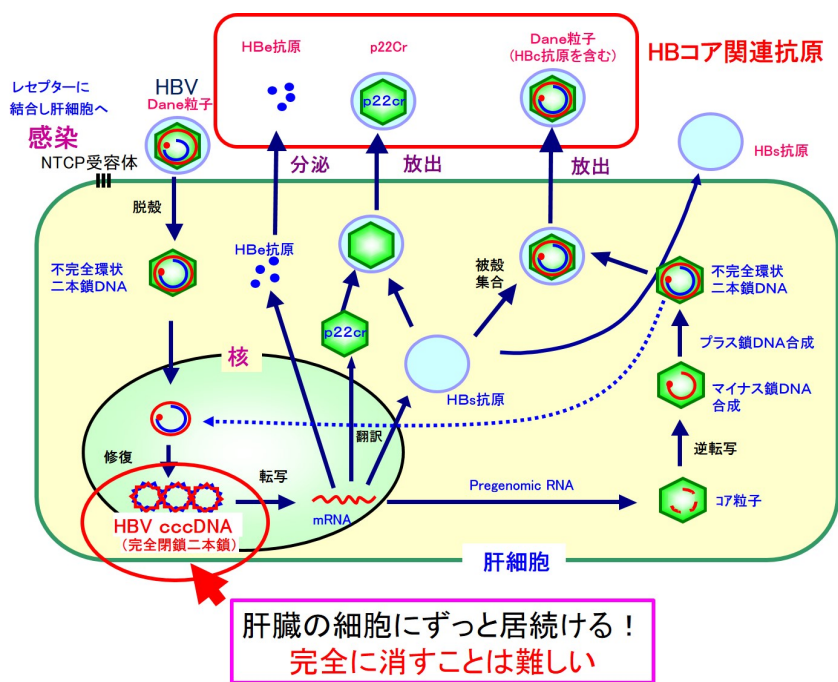 HBe抗原
p22Cr
Dane粒子
(HBc抗原を含む)
HBコア関連抗原
レセプターに
結合し肝細胞へ
HBV
Dane粒子
感染
NTCP受容体
p22cr
HBs抗原
分泌
放出
放出
脱殻
不完全環状
二本鎖DNA
HBe抗原
被殻
集合
不完全環状
二本鎖DNA
p22cr
プラス鎖DNA合成
核
HBs抗原
マイナス鎖DNA
合成
修復
翻訳
逆転写
転写
Pregenomic RNA
コア粒子
mRNA
HBV cccDNA
(完全閉鎖二本鎖)
肝細胞
肝臓の細胞にずっと居続ける！
完全に消すことは難しい